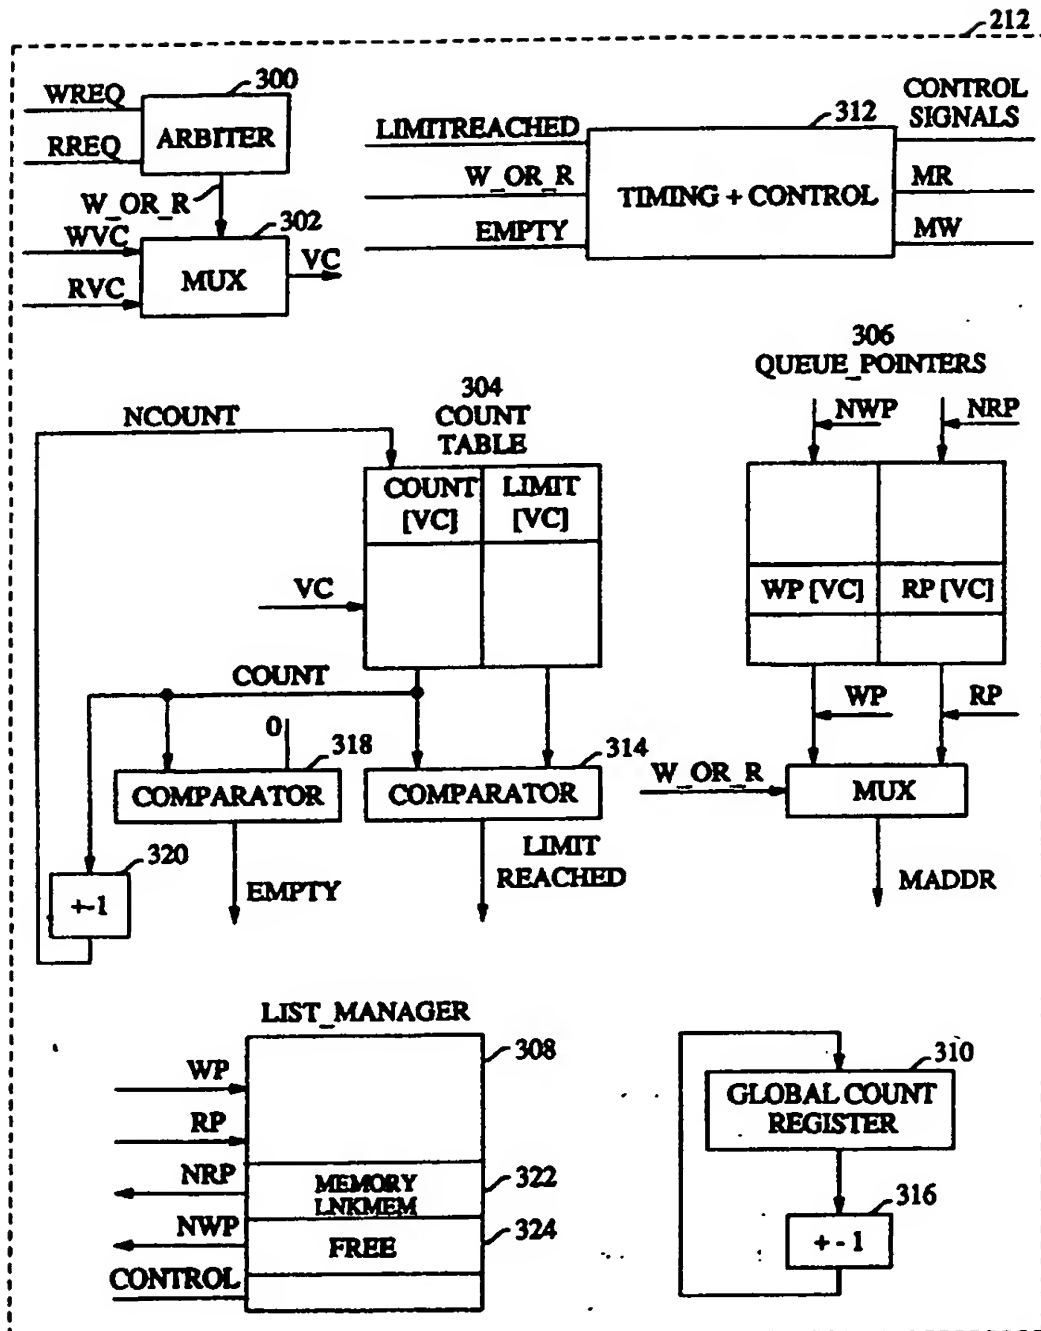 212
300
WREQ
ARBITER
RREQ
W_OR_R
302
WVC
MUX
VC
RVC
312
CONTROL
SIGNALS
LIMITREACHED
W_OR_R
TIMING + CONTROL
MR
EMPTY
MW
306
QUEUE_POINTERS
NWP
NRP
WP [VC]
RP [VC]
WP
RP
W_OR_R
MUX
MADDR
304
COUNT
TABLE
NCOUNT
COUNT
[VC]
LIMIT
[VC]
VC
COUNT
0
318
314
COMPARATOR
COMPARATOR
320
+-1
EMPTY
LIMIT
REACHED
LIST_MANAGER
308
WP
RP
NRP
MEMORY
LNKMEM
322
NWP
FREE
324
CONTROL
310
GLOBAL COUNT
REGISTER
316
+ - 1